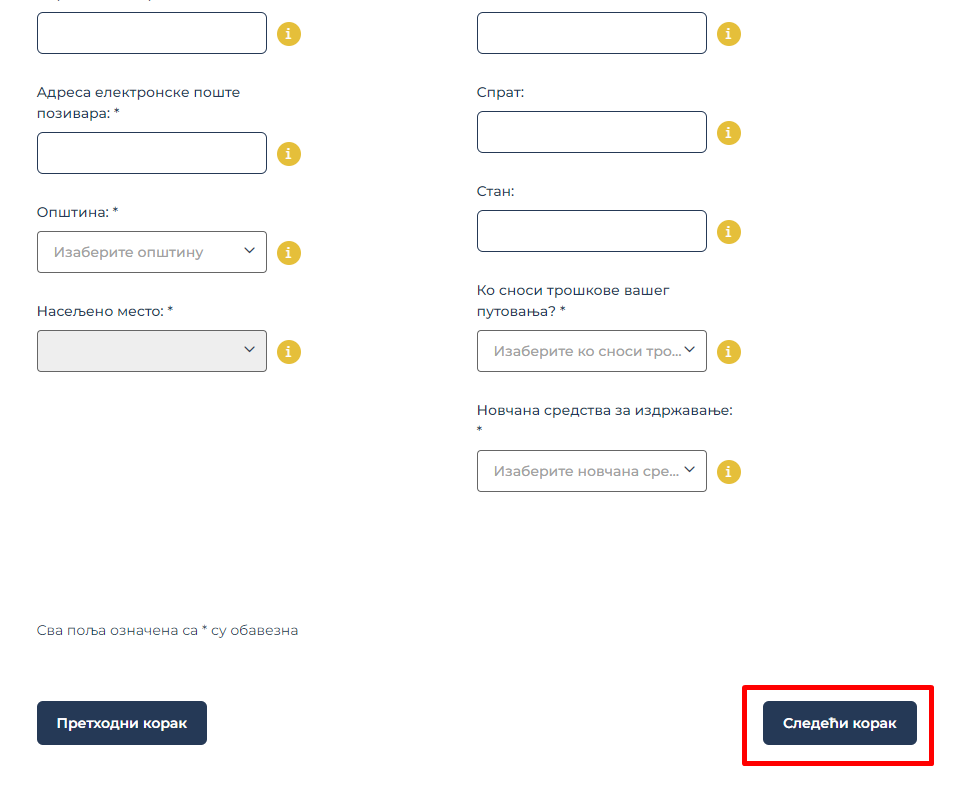 Адреса електронске поште
позивара: *
Општина: *
Изаберите општину
Насељено место: *
Спрат:
Стан:
Ко сноси трошкове вашег
путовања? *
Изаберите ко сноси тро...
Новчана средства за издржавање:
*
Изаберите новчана сре...
Сва поља означена са * су обавезна
Претходни корак
Следећи корак